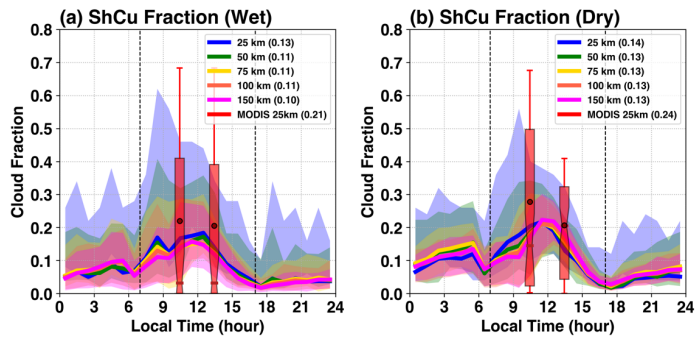 (a) ShCu Fraction (Wet)
0.8
0.7
0.6
0.5
0.4
0.3
0.2
0.1
0.0
Cloud Fraction
25 km (0.13)
50 km (0.11)
75 km (0.11)
100 km (0.11)
150 km (0.10)
MODIS 25km (0.21)
0 3 6 9 12 15 18 21 24
Local Time (hour)
(b) ShCu Fraction (Dry)
0.8
0.7
0.6
0.5
0.4
0.3
0.2
0.1
0.0
Cloud Fraction
25 km (0.14)
50 km (0.13)
75 km (0.13)
100 km (0.13)
150 km (0.13)
MODIS 25km (0.24)
0 3 6 9 12 15 18 21 24
Local Time (hour)